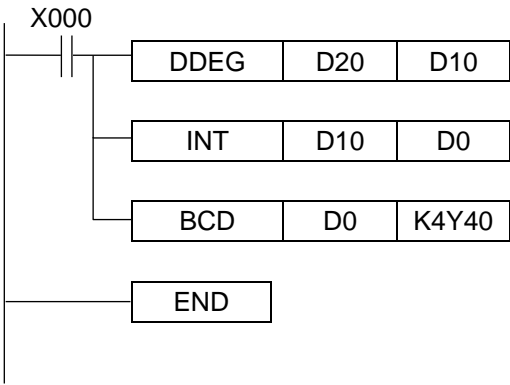 X000
DDEG D20 D10
INT D10 D0
BCD D0 K4Y40
END